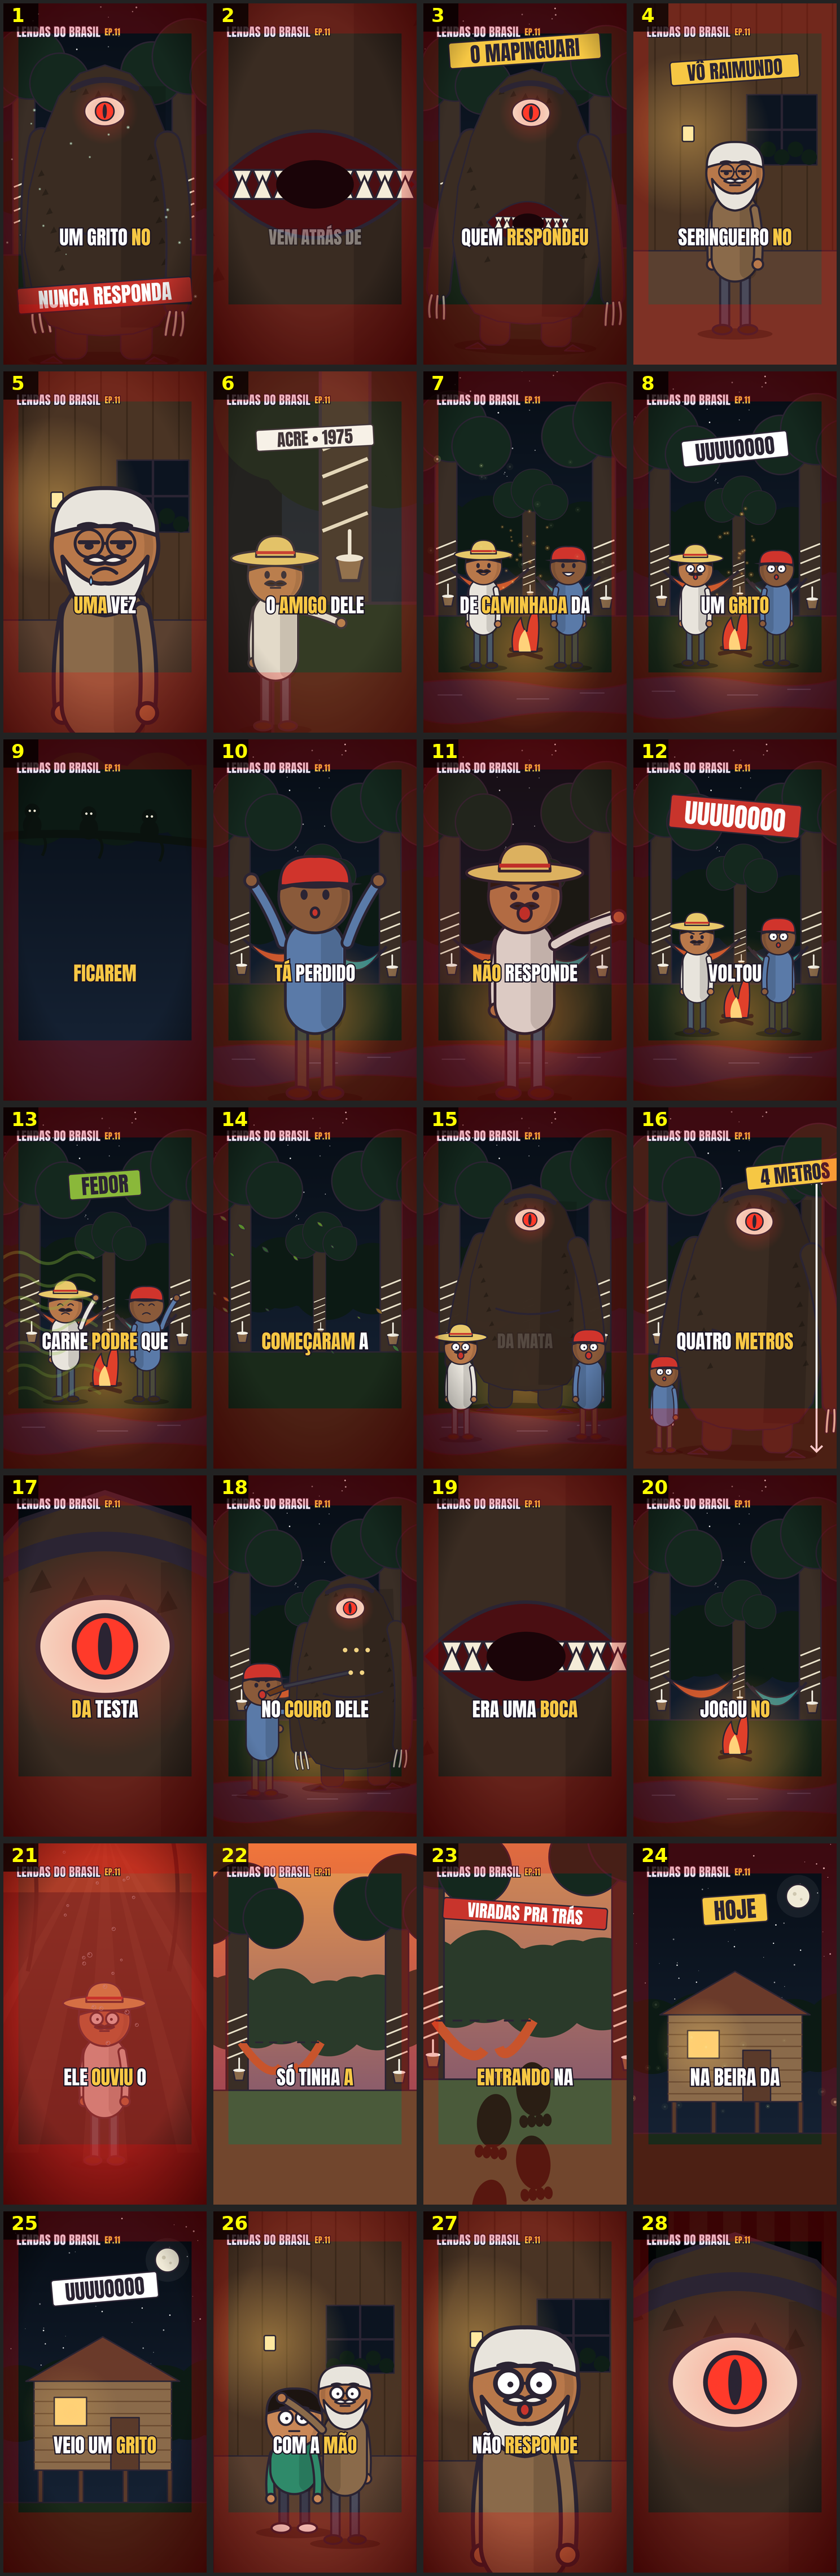 1
LENDAS DO BRASIL EP.11
UM GRITO NO
NUNCA RESPONDA
2
LENDAS DO BRASIL EP.11
VEM ATRÁS DE
3
LENDAS DO BRASIL EP.11
O MAPINGUARI
QUEM RESPONDEU
4
LENDAS DO BRASIL EP.11
VÔ RAIMUNDO
SERINGUEIRO NO
5
LENDAS DO BRASIL EP.11
UMA VEZ
6
LENDAS DO BRASIL EP.11
ACRE • 1975
O AMIGO DELE
7
LENDAS DO BRASIL EP.11
DE CAMINHADA DA
8
LENDAS DO BRASIL EP.11
UUUUOOOO
UM GRITO
9
LENDAS DO BRASIL EP.11
FICAREM
10
LENDAS DO BRASIL EP.11
TÁ PERDIDO
11
LENDAS DO BRASIL EP.11
NÃO RESPONDE
12
LENDAS DO BRASIL EP.11
UUUUOOOO
VOLTOU
13
LENDAS DO BRASIL EP.11
FEDOR
CARNE PODRE QUE
14
LENDAS DO BRASIL EP.11
COMEÇARAM A
15
LENDAS DO BRASIL EP.11
DA MATA
16
LENDAS DO BRASIL EP.11
4 METROS
QUATRO METROS
17
LENDAS DO BRASIL EP.11
DA TESTA
18
LENDAS DO BRASIL EP.11
NO COURO DELE
19
LENDAS DO BRASIL EP.11
ERA UMA BOCA
20
LENDAS DO BRASIL EP.11
JOGOU NO
21
LENDAS DO BRASIL EP.11
ELE OUVIU O
22
LENDAS DO BRASIL EP.11
SÓ TINHA A
23
LENDAS DO BRASIL EP.11
VIRADAS PRA TRÁS
ENTRANDO NA
24
LENDAS DO BRASIL EP.11
HOJE
NA BEIRA DA
25
LENDAS DO BRASIL EP.11
UUUUOOOO
VEIO UM GRITO
26
LENDAS DO BRASIL EP.11
COM A MÃO
27
LENDAS DO BRASIL EP.11
NÃO RESPONDE
28
LENDAS DO BRASIL EP.11